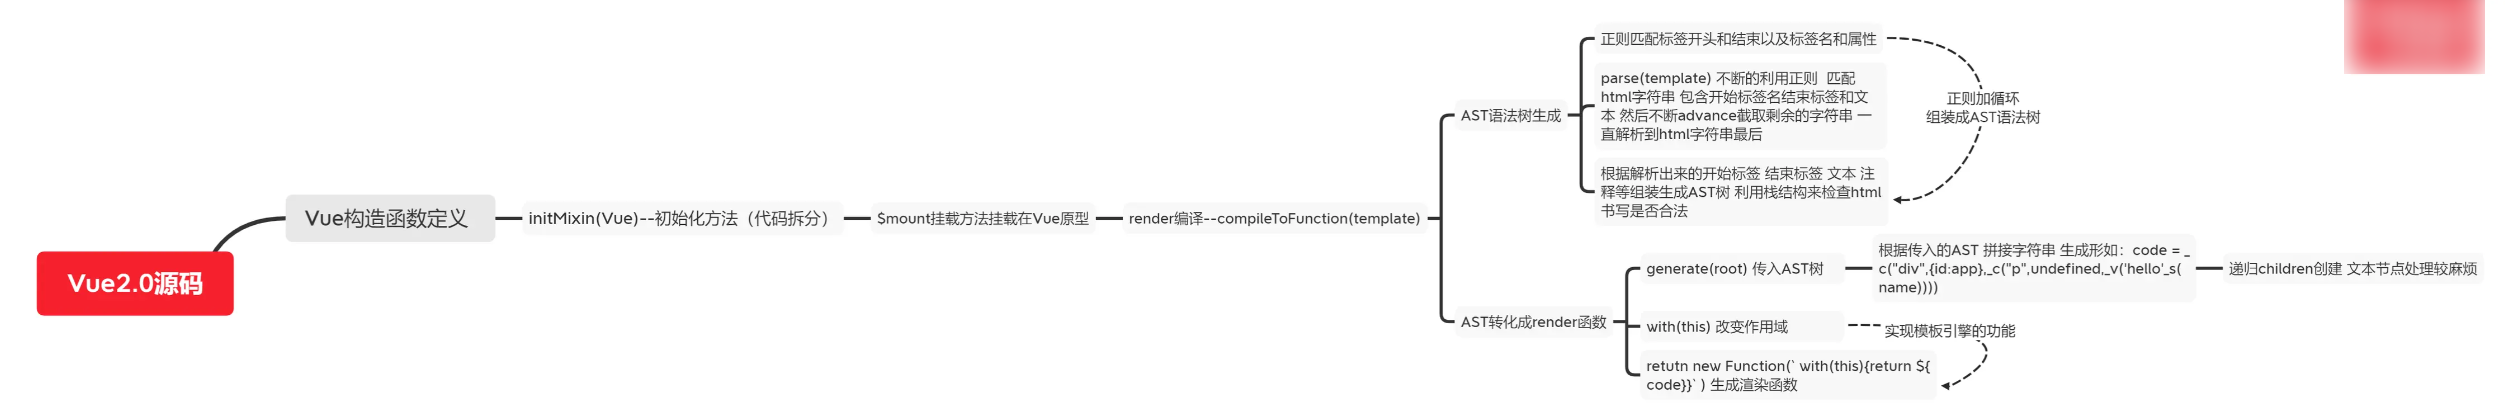 Vue2.0源码
Vue构造函数定义
initMixin(Vue)--初始化方法（代码拆分）
$mount挂载方法挂载在Vue原型
render编译--compileToFunction(template)
AST语法树生成
正则匹配标签开头和结束以及标签名和属性
parse(template) 不断的利用正则  匹配
html字符串 包含开始标签名结束标签和文
本 然后不断advance截取剩余的字符串 一
直解析到html字符串最后
根据解析出来的开始标签 结束标签 文本 注
释等组装生成AST树 利用栈结构来检查html
书写是否合法
正则加循环
组装成AST语法树
AST转化成render函数
generate(root) 传入AST树
根据传入的AST 拼接字符串 生成形如：code = _
c("div",{id:app},_c("p",undefined,_v('hello'_s(
name))))
递归children创建 文本节点处理较麻烦
with(this) 改变作用域
实现模板引擎的功能
retutn new Function(` with(this){return ${
code}}` ) 生成渲染函数